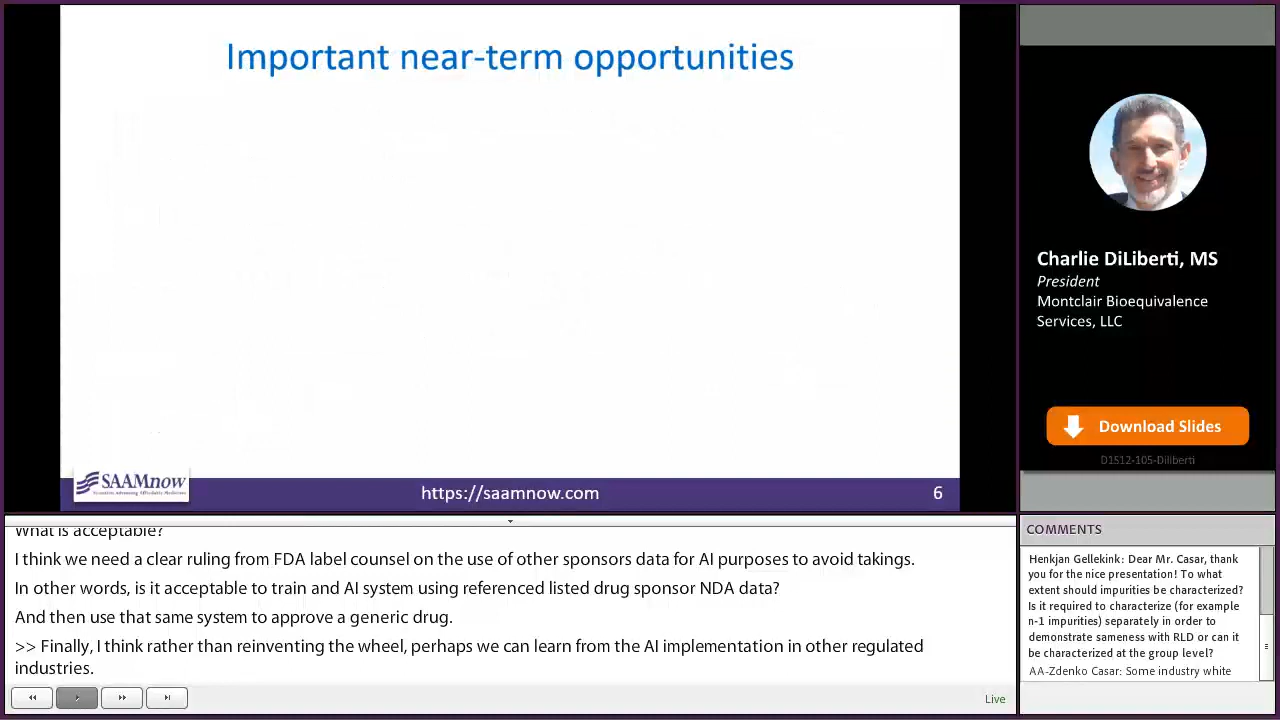 Important near-term opportunities
SAAMnow
https://saamnow.com
6
Charlie DiLiberti, MS
President
Montclair Bioequivalence
Services, LLC
Download Slides
D1S12-105-Diliberti
What is acceptable?
I think we need a clear ruling from FDA label counsel on the use of other sponsors data for AI purposes to avoid takings.
In other words, is it acceptable to train and AI system using referenced listed drug sponsor NDA data?
And then use that same system to approve a generic drug.
>> Finally, I think rather than reinventing the wheel, perhaps we can learn from the AI implementation in other regulated
industries.
Live
COMMENTS
Henkjan Gellekink: Dear Mr. Casar, thank
you for the nice presentation! To what
extent should impurities be characterized?
Is it required to characterize (for example
n-1 impurities) separately in order to
demonstrate sameness with RLD or can it
be characterized at the group level?
AA-Zdenko Casar: Some industry white